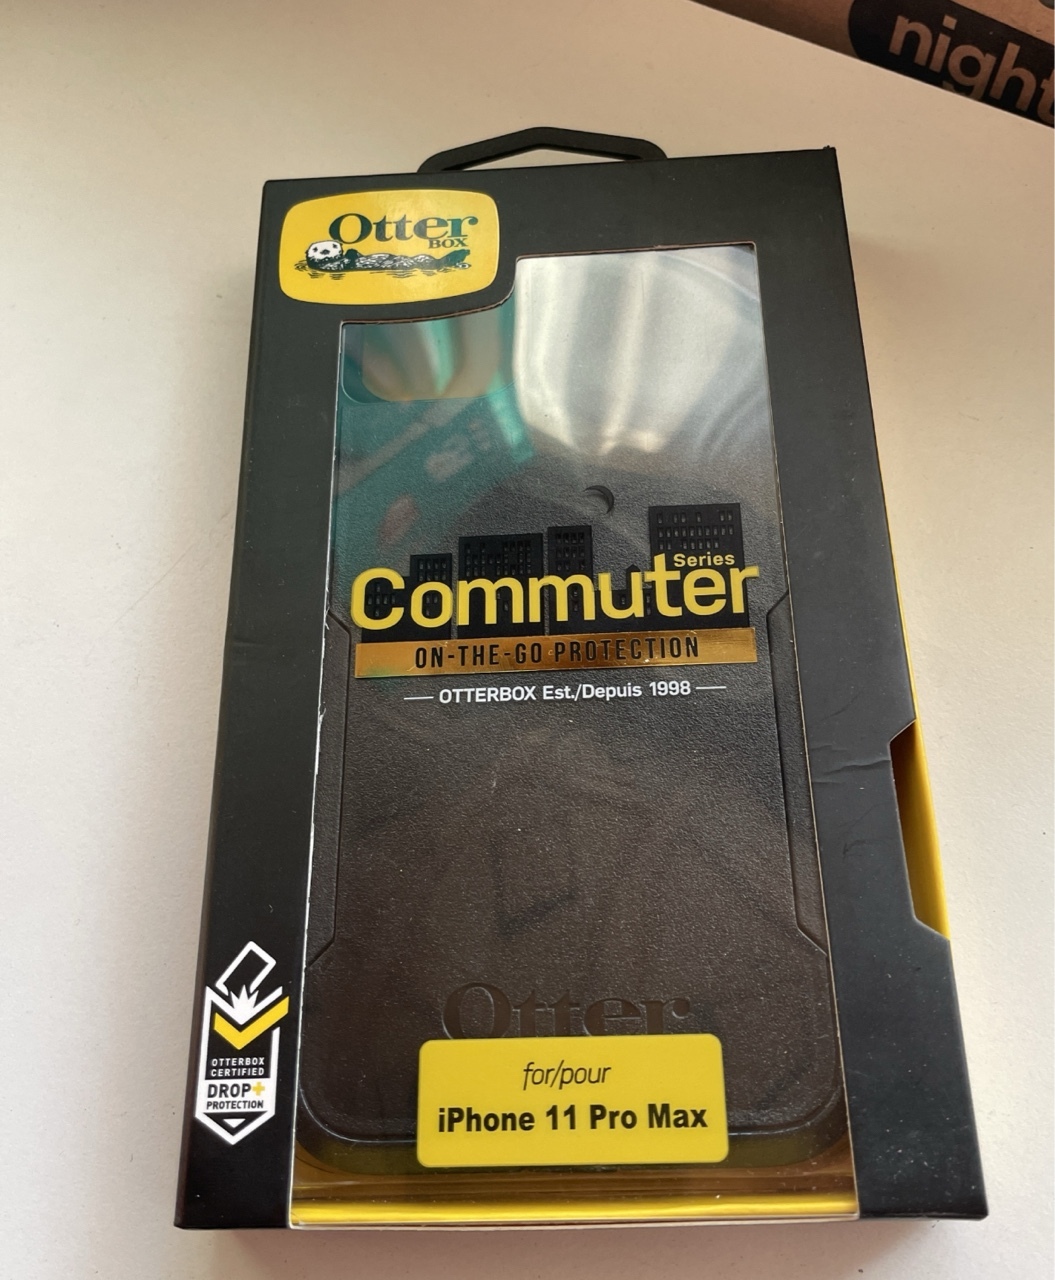 night
Otter
BOX
Series
Commuter
ON-THE-GO PROTECTION
OTTERBOX Est./Depuis 1998
Otter
for/pour
iPhone 11 Pro Max
OTTERBOX
CERTIFIED
DROP+
PROTECTION